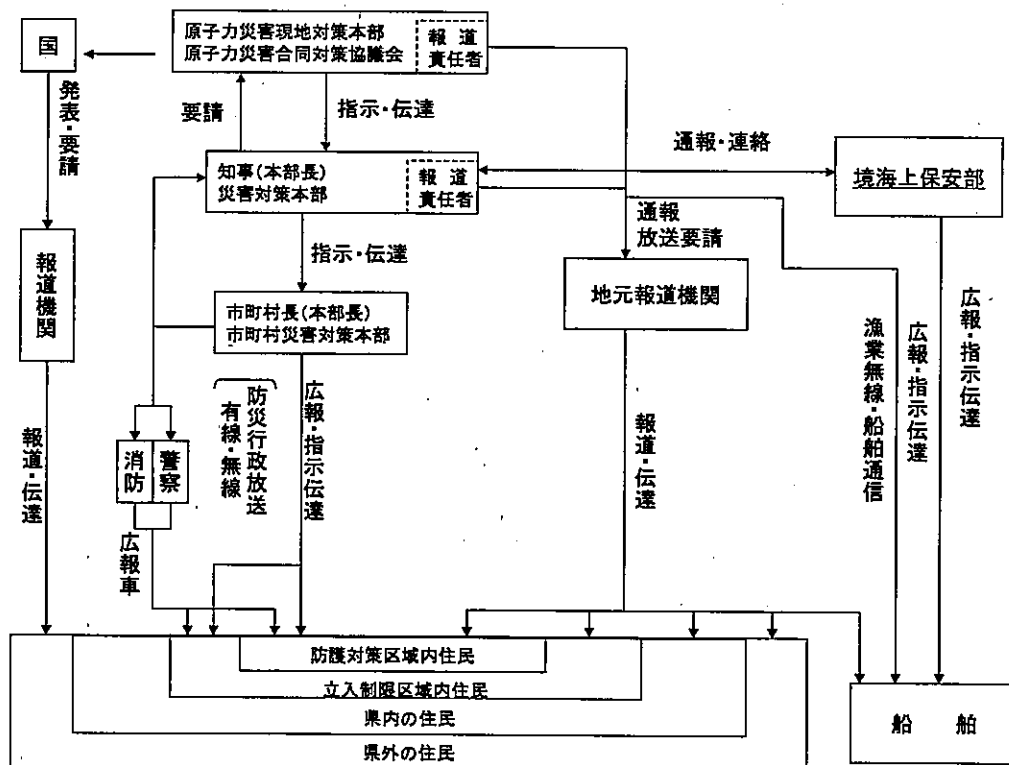 国
原子力災害現地対策本部
原子力災害合同対策協議会
報 道
責任者
発表・要請
要請
指示・伝達
通報・連絡
知事(本部長)
災害対策本部
報 道
責任者
境海上保安部
通報
放送要請
指示・伝達
報道機関
地元報道機関
市町村長(本部長)
市町村災害対策本部
漁業無線・船舶通信
広報・指示伝達
広報・指示伝達
防災行政放送
有線・無線
広報・指示伝達
報道・伝達
報道・伝達
消防
警察
広報車
防護対策区域内住民
立入制限区域内住民
県内の住民
県外の住民
船 舶